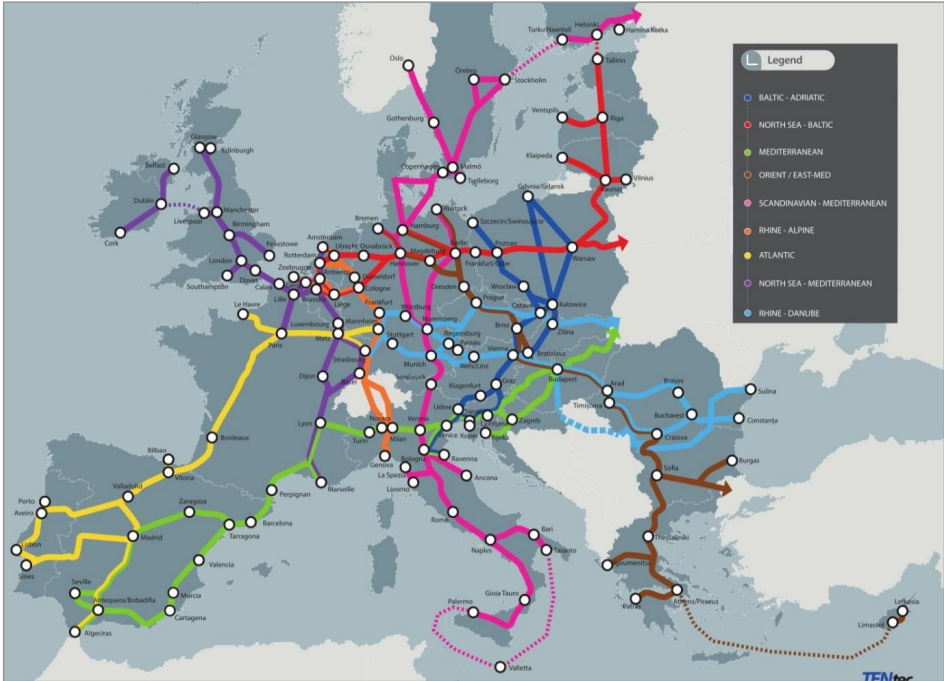 Helsinki
Turku/Naantali
Hamina Kotka
Oslo
Örebro
Stockholm
Tallinn
Legend
BALTIC - ADRIATIC
NORTH SEA - BALTIC
MEDITERRANEAN
ORIENT / EAST-MED
SCANDINAVIAN - MEDITERRANEAN
RHINE - ALPINE
ATLANTIC
NORTH SEA - MEDITERRANEAN
RHINE - DANUBE
Gothenburg
Ventspils
Riga
Glasgow
Edinburgh
Belfast
Copenhagen
Malmö
Trelleborg
Klaipeda
Kaunas
Vilnius
Gdynia/Gdansk
Dublin
Liverpool
Manchester
Rostock
Cork
Birmingham
Bremen
Hamburg
Szczecin/Swinoujscie
Felixstowe
Amsterdam
Utrecht
Osnabrück
Hannover
Magdeburg
Berlin
Frankfurt/Oder
Poznan
Warsaw
London
Rotterdam
Southampton
Dover
Zeebrugge
Antwerp
Düsseldorf
Calais
Lille
Brussels
Cologne
Liege
Dresden
Wroclaw
Katowice
Le Havre
Frankfurt
Würzburg
Prague
Ostava
Luxembourg
Mannheim
Metz
Paris
Nuremberg
Regensburg
Stuttgart
Brno
Zilina
Strasbourg
Passau
Wels/Linz
Vienna
Bratislava
Munich
Dijon
Basel
Innsbruck
Budapest
Klagenfurt
Graz
Arad
Brasov
Sulina
Timişoara
Bucharest
Constanța
Craiova
Lyon
Novara
Milan
Turin
Verona
Udine
Venice
Koper
Ljubljana
Rijeka
Zagreb
Genova
Bologna
Ravenna
La Spezia
Livorno
Ancona
Bordeaux
Bilbao
Vitoria
Marseille
Sofia
Burgas
Porto
Aveiro
Valladolid
Zaragoza
Perpignan
Barcelona
Tarragona
Rome
Madrid
Lisbon
Sines
Valencia
Naples
Bari
Taranto
Thessaloniki
Igoumenitsa
Seville
Murcia
Antequera/Bobadilla
Cartagena
Algeciras
Gioia Tauro
Palermo
Valletta
Patras
Athens/Piraeus
Lefkosia
Limassol
TENtec